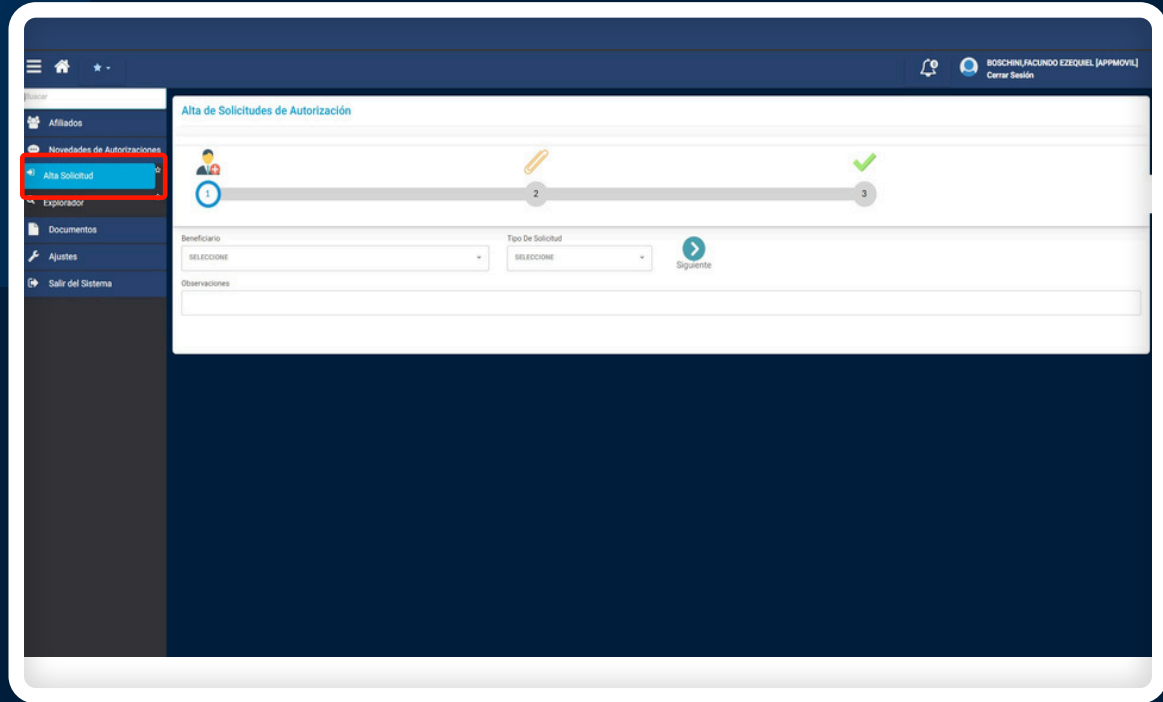 BOSCHINI,FACUNDO EZEQUIEL [APPMOVIL]
Cerrar Sesión
Buscar
Afiliados
Novedades de Autorizaciones
Alta Solicitud
Explorador
Documentos
Ajustes
Salir del Sistema
Alta de Solicitudes de Autorización
1
2
3
Beneficiario
Tipo De Solicitud
SELECCIONE
SELECCIONE
Siguiente
Observaciones